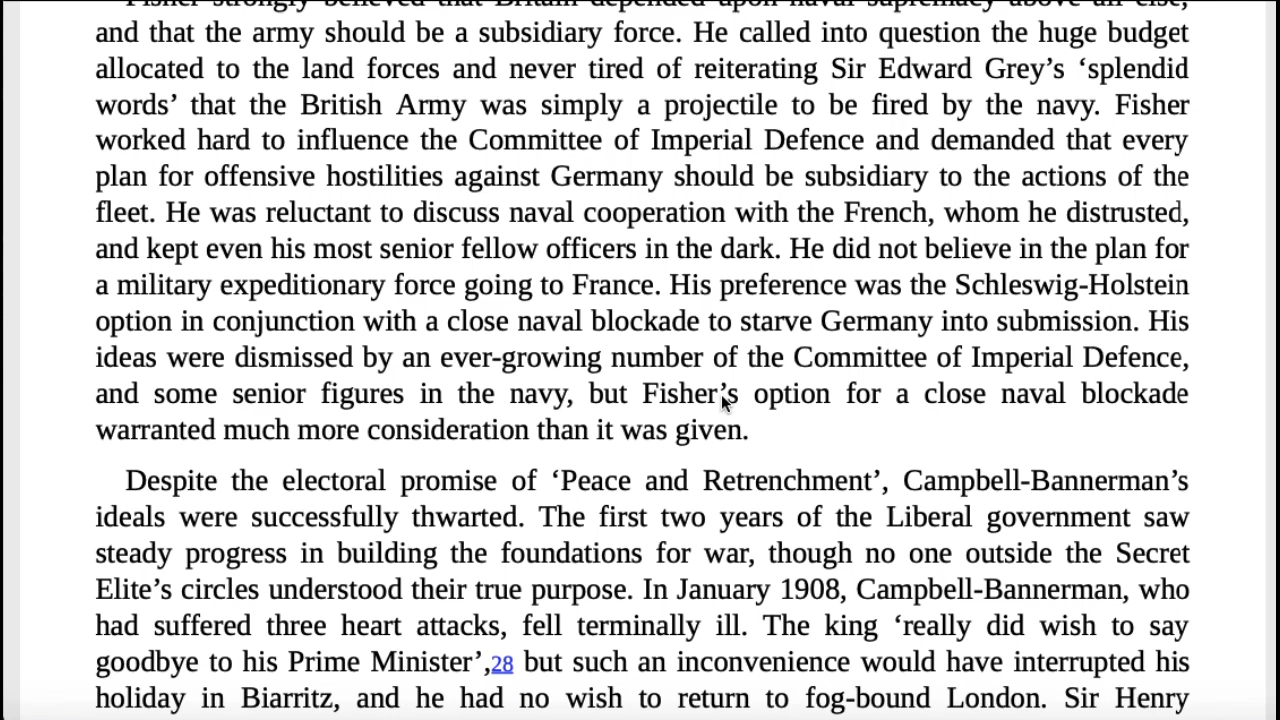 Fisher strongly believed that Britain depended upon naval supremacy above all else,
and that the army should be a subsidiary force. He called into question the huge budget
allocated to the land forces and never tired of reiterating Sir Edward Grey’s ‘splendid
words’ that the British Army was simply a projectile to be fired by the navy. Fisher
worked hard to influence the Committee of Imperial Defence and demanded that every
plan for offensive hostilities against Germany should be subsidiary to the actions of the
fleet. He was reluctant to discuss naval cooperation with the French, whom he distrusted,
and kept even his most senior fellow officers in the dark. He did not believe in the plan for
a military expeditionary force going to France. His preference was the Schleswig-Holstein
option in conjunction with a close naval blockade to starve Germany into submission. His
ideas were dismissed by an ever-growing number of the Committee of Imperial Defence,
and some senior figures in the navy, but Fisher’s option for a close naval blockade
warranted much more consideration than it was given.
Despite the electoral promise of ‘Peace and Retrenchment’, Campbell-Bannerman’s
ideals were successfully thwarted. The first two years of the Liberal government saw
steady progress in building the foundations for war, though no one outside the Secret
Elite’s circles understood their true purpose. In January 1908, Campbell-Bannerman, who
had suffered three heart attacks, fell terminally ill. The king ‘really did wish to say
goodbye to his Prime Minister’,28 but such an inconvenience would have interrupted his
holiday in Biarritz, and he had no wish to return to fog-bound London. Sir Henry